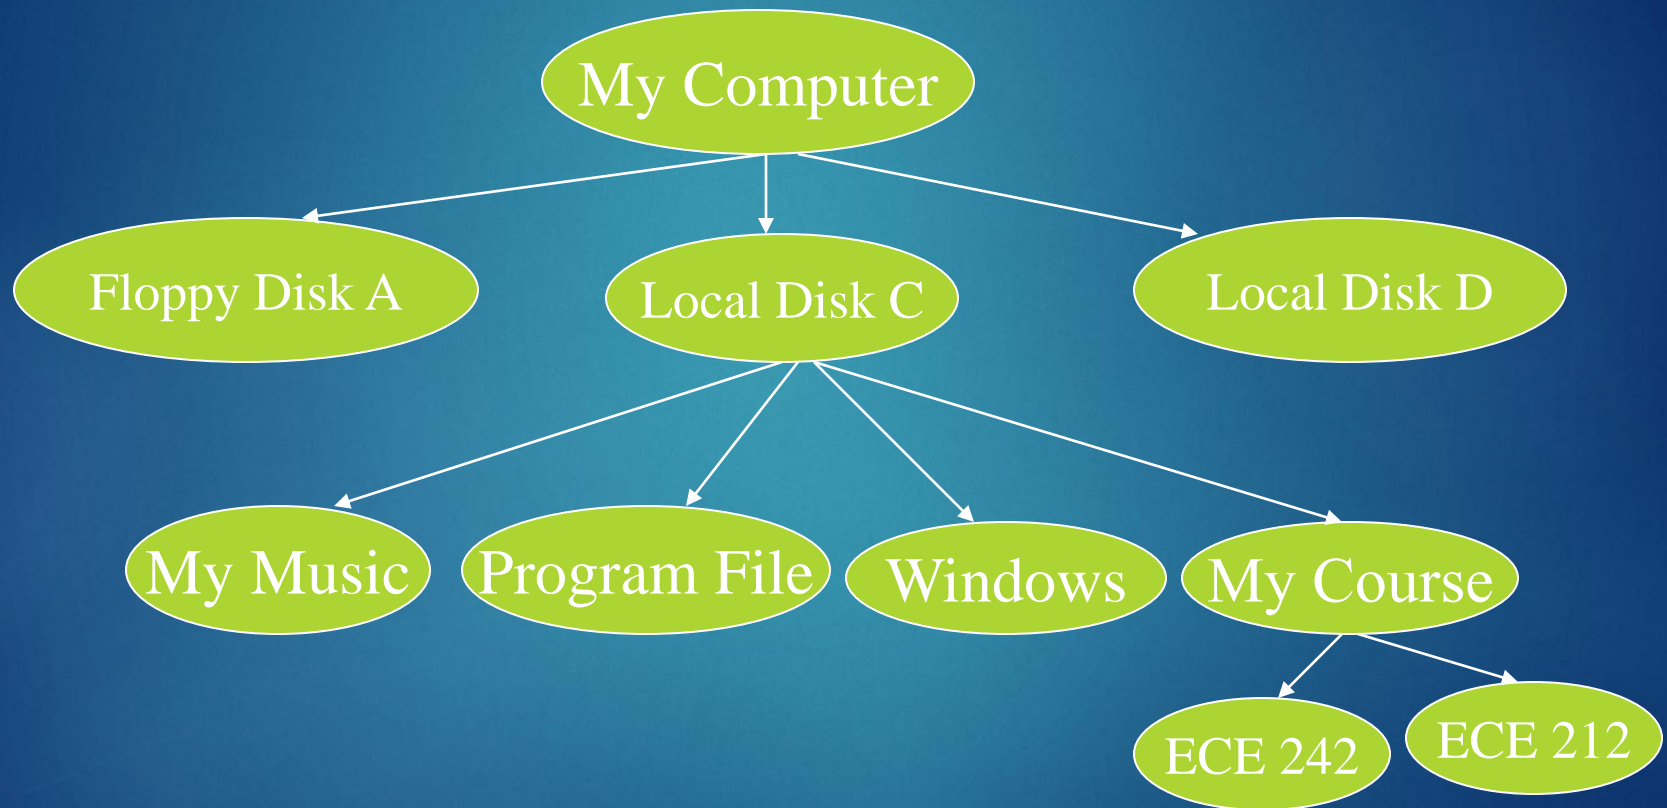 My Computer
Floppy Disk A
Local Disk C
Local Disk D
My Music
Program File
Windows
My Course
ECE 242
ECE 212